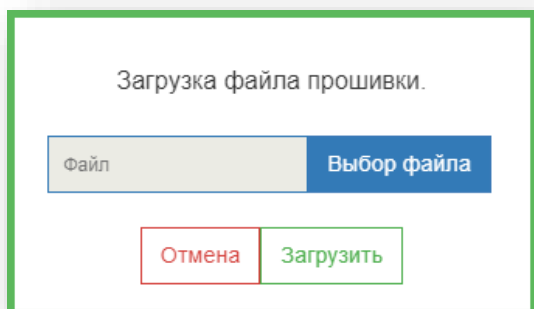 Загрузка файла прошивки.
Файл Выбор файла
Отмена Загрузить